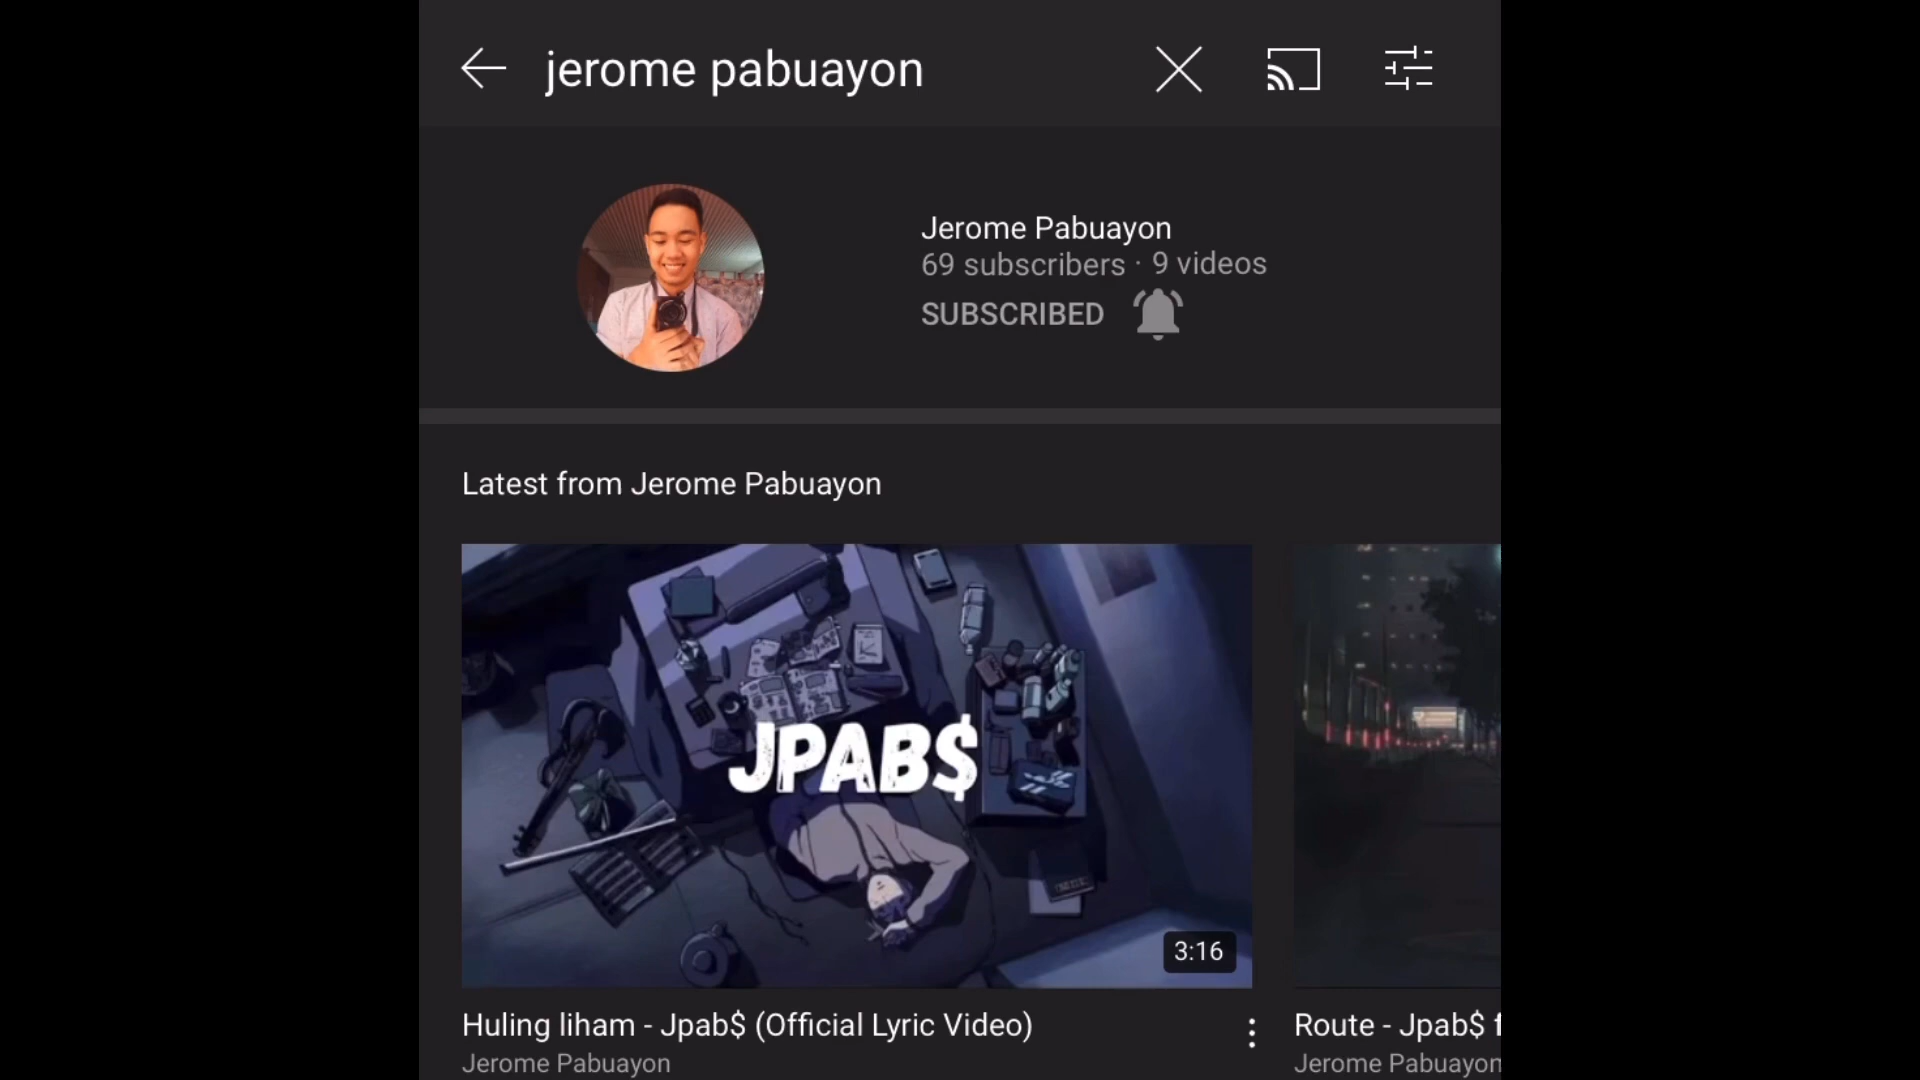 jerome pabuayon
Jerome Pabuayon
69 subscribers · 9 videos
SUBSCRIBED
Latest from Jerome Pabuayon
JPAB$
3:16
Huling liham - Jpab$ (Official Lyric Video)
Jerome Pabuayon
Route - Jpab$ f
Jerome Pabuayon